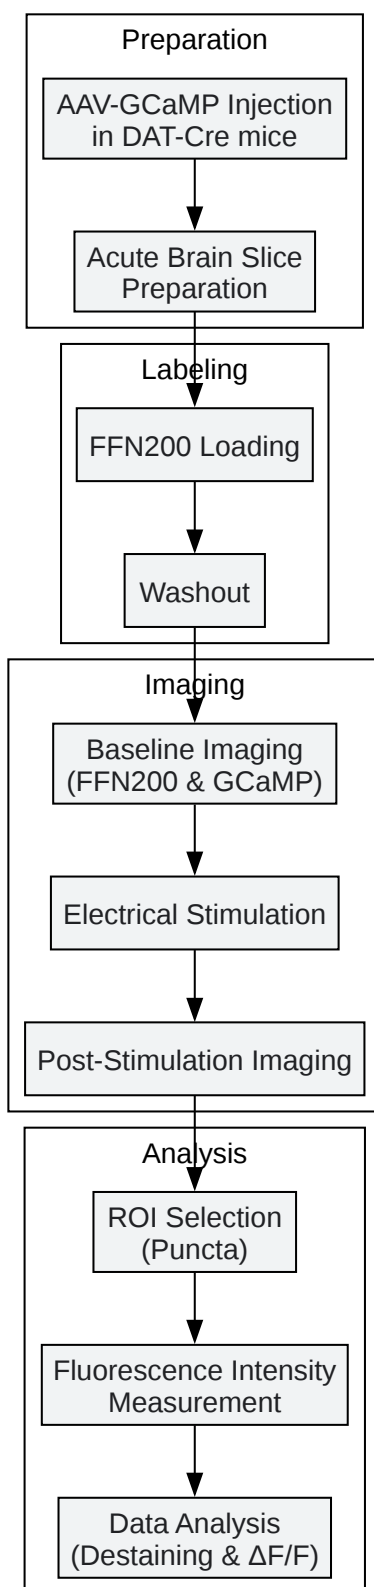 Preparation
AAV-GCaMP Injection
in DAT-Cre mice
Acute Brain Slice
Preparation
Labeling
FFN200 Loading
Washout
Imaging
Baseline Imaging
(FFN200 & GCaMP)
Electrical Stimulation
Post-Stimulation Imaging
Analysis
ROI Selection
(Puncta)
Fluorescence Intensity
Measurement
Data Analysis
(Destaining & ΔF/F)